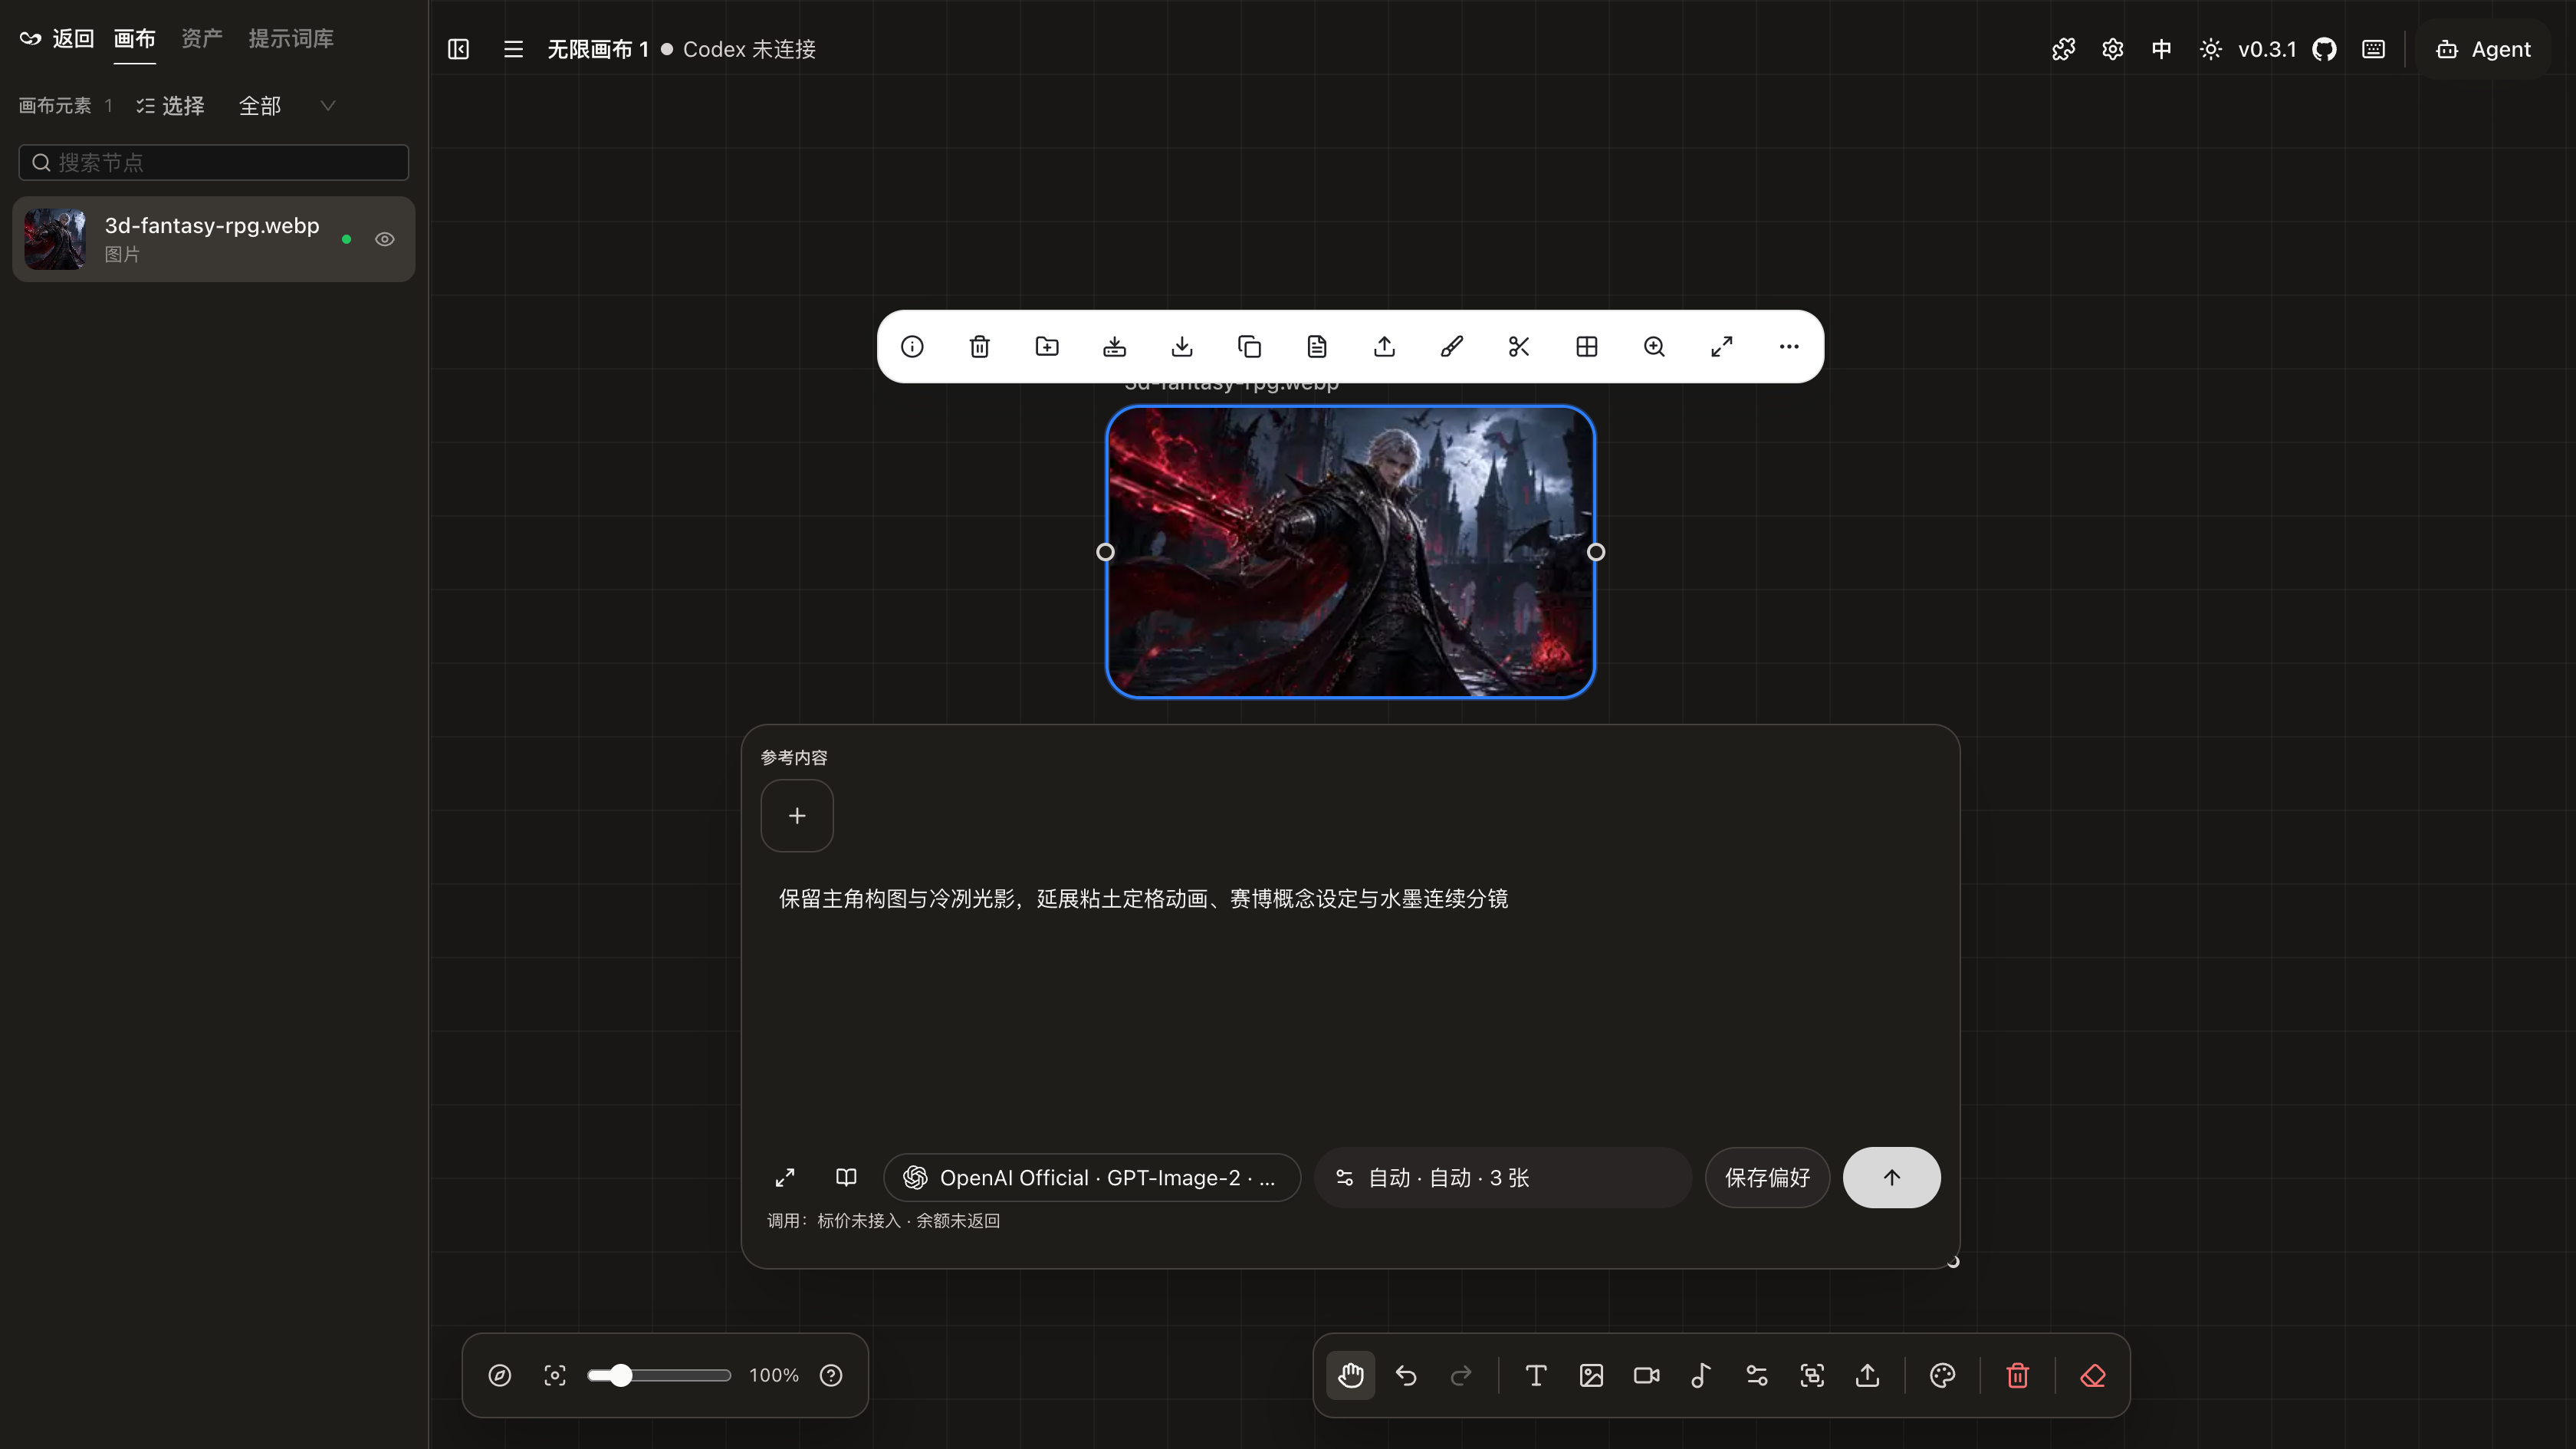 返回 画布 资产 提示词库
画布元素 1 选择 全部
搜索节点
3d-fantasy-rpg.webp
图片
无限画布 1 Codex 未连接
中 v0.3.1 Agent
3d-fantasy-rpg.webp
参考内容
保留主角构图与冷冽光影，延展粘土定格动画、赛博概念设定与水墨连续分镜
OpenAI Official · GPT-Image-2 · ...
自动 · 自动 · 3 张
保存偏好
调用：标价未接入 · 余额未返回
100%